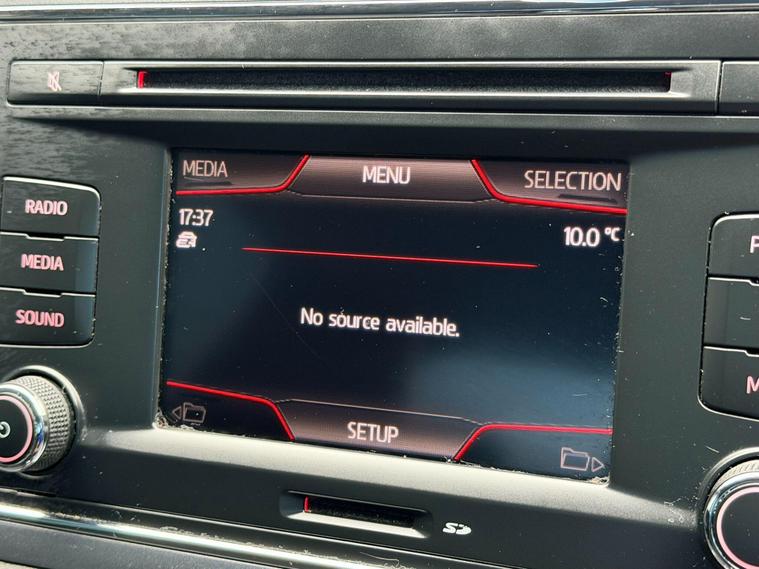 MEDIA
MENU
SELECTION
RADIO
17:37
10.0 °C
MEDIA
No source available.
SOUND
SETUP
SD